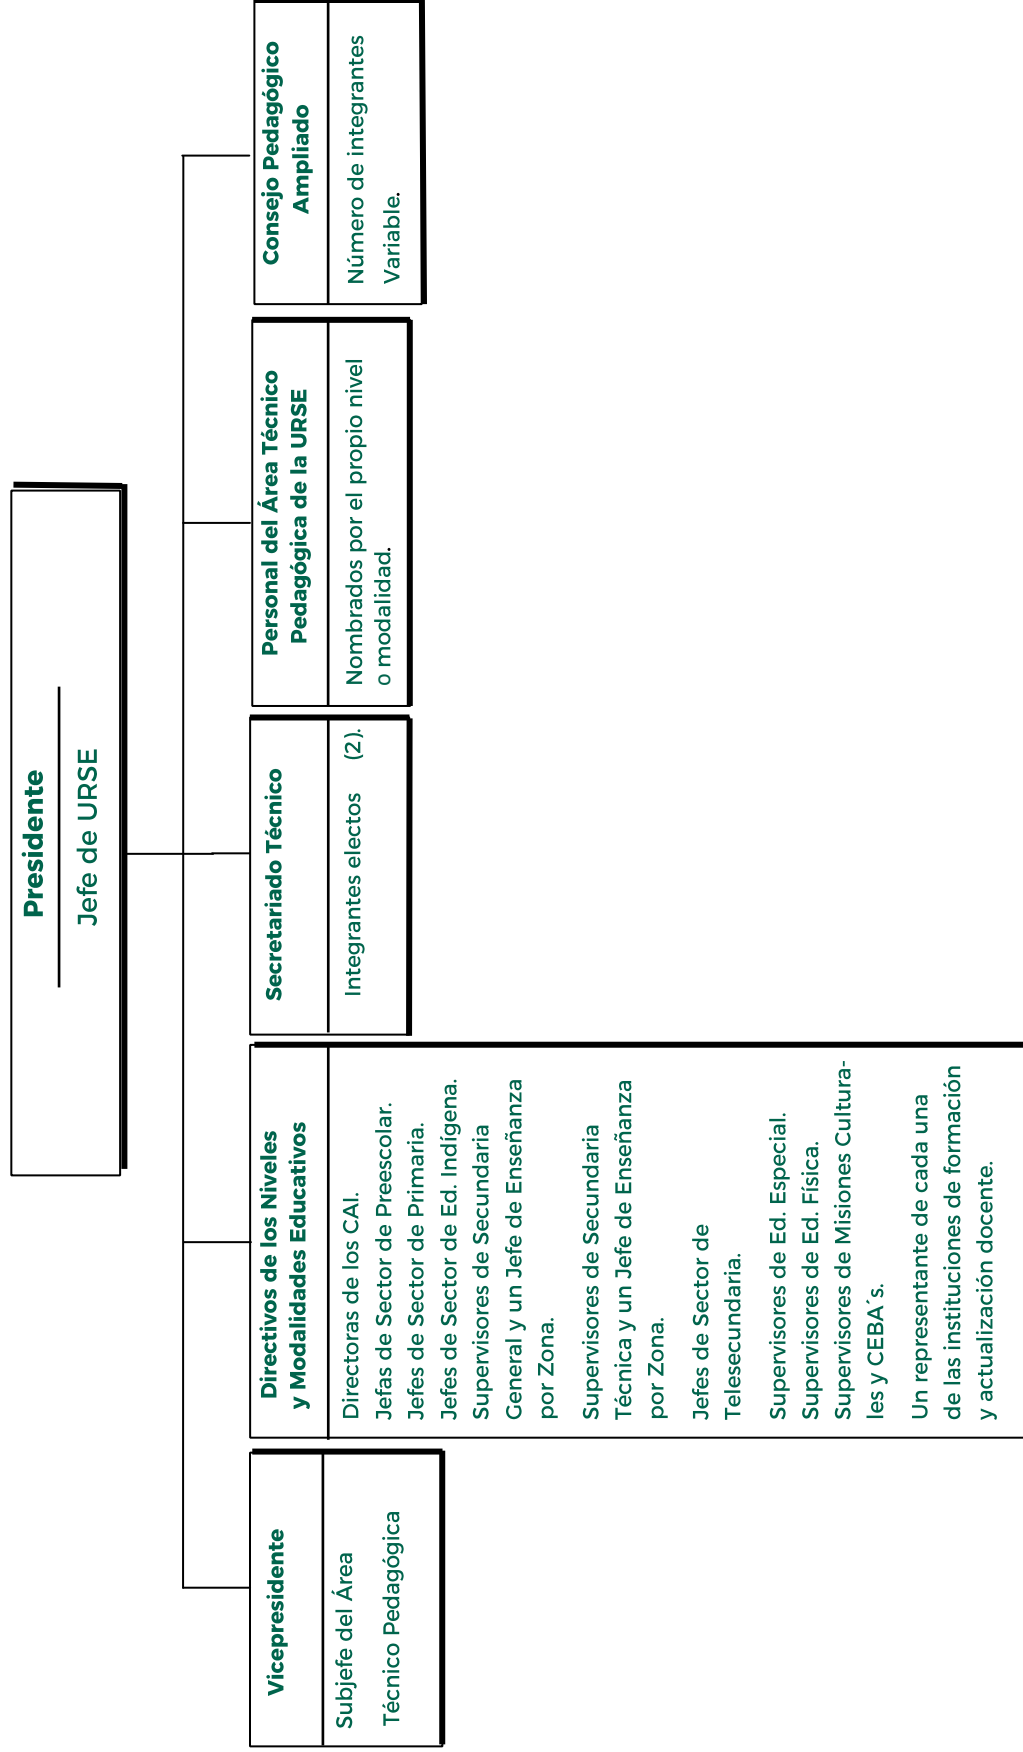 Presidente
Jefe de URSE
Vicepresidente
Subjefe del Área
Técnico Pedagógica
Directivos de los Niveles
y Modalidades Educativos
Directoras de los CAI.
Jefas de Sector de Preescolar.
Jefes de Sector de Primaria.
Jefes de Sector de Ed. Indígena.
Supervisores de Secundaria
General y un Jefe de Enseñanza
por Zona.
Supervisores de Secundaria
Técnica y un Jefe de Enseñanza
por Zona.
Jefes de Sector de
Telesecundaria.
Supervisores de Ed. Especial.
Supervisores de Ed. Física.
Supervisores de Misiones Cultura-
les y CEBA´s.
Un representante de cada una
de las instituciones de formación
y actualización docente.
Secretariado Técnico
Integrantes electos (2).
Personal del Área Técnico
Pedagógica de la URSE
Nombrados por el propio nivel
o modalidad.
Consejo Pedagógico
Ampliado
Número de integrantes
Variable.